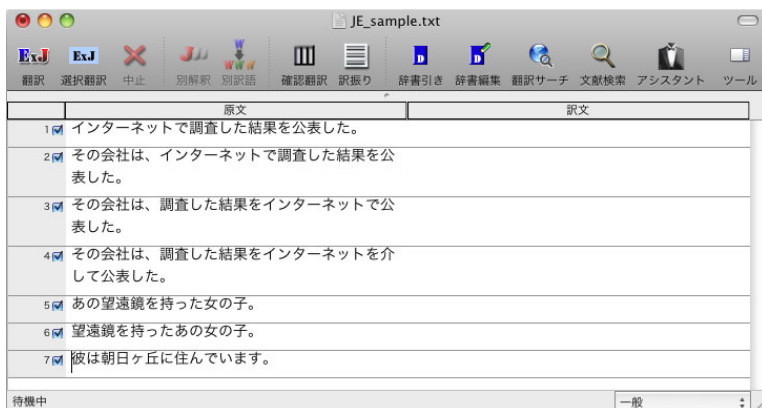 JE_sample.txt
ExJ ExJ
翻訳 選択翻訳 中止 別解釈 別訳語 確認翻訳 訳振り 辞書引き 辞書編集 翻訳サーチ 文献検索 アシスタント ツール
原文 訳文
1 インターネットで調査した結果を公表した。
2 その会社は、インターネットで調査した結果を公
表した。
3 その会社は、調査した結果をインターネットで公
表した。
4 その会社は、調査した結果をインターネットを介
して公表した。
5 あの望遠鏡を持った女の子。
6 望遠鏡を持ったあの女の子。
7 彼は朝日ヶ丘に住んでいます。
待機中 一般